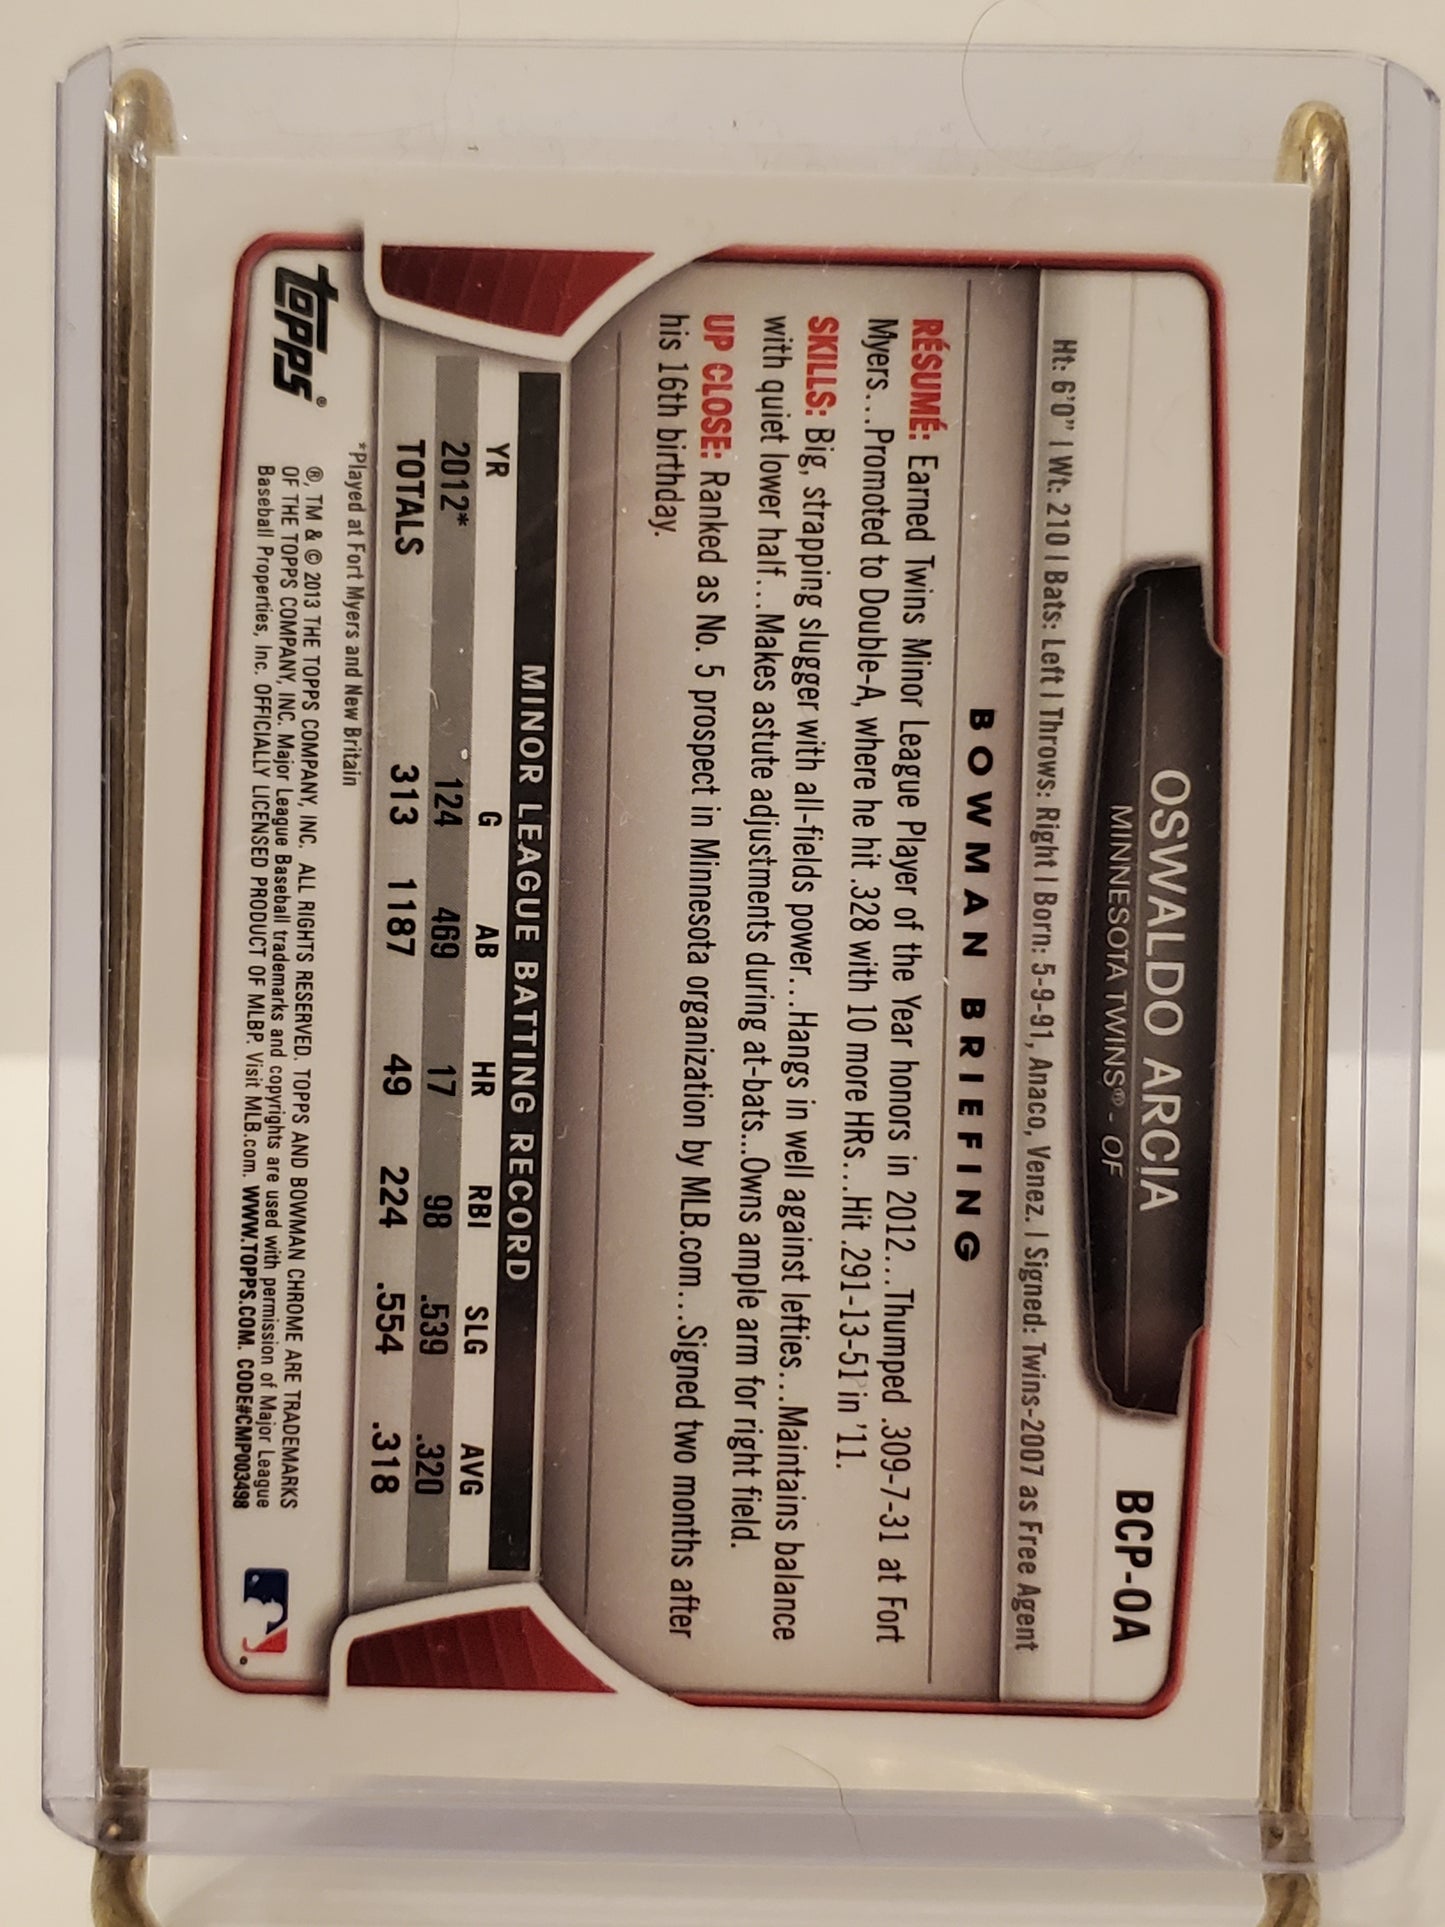 OSWALDO ARCIA
BCP-OA
MINNESOTA TWINS® - OF
Ht: 6'0" | Wt: 210 | Bats: Left | Throws: Right | Born: 5-9-91, Anaco, Venez. | Signed: Twins-2007 as Free Agent
BOWMAN BRIEFING
RÉSUMÉ: Earned Twins Minor League Player of the Year honors in 2012...Thumped .309-7-31 at Fort
Myers...Promoted to Double-A, where he hit .328 with 10 more HRs...Hit .291-13-51 in '11.
SKILLS: Big, strapping slugger with all-fields power...Hangs in well against lefties...Maintains balance
with quiet lower half...Makes astute adjustments during at-bats...Owns ample arm for right field.
UP CLOSE: Ranked as No. 5 prospect in Minnesota organization by MLB.com...Signed two months after
his 16th birthday.
MINOR LEAGUE BATTING RECORD
YR G AB HR RBI SLG AVG
2012* 124 469 17 98 .539 .320
TOTALS 313 1187 49 224 .554 .318
*Played at Fort Myers and New Britain
topps®
®, TM & © 2013 THE TOPPS COMPANY, INC. ALL RIGHTS RESERVED. TOPPS AND BOWMAN CHROME ARE TRADEMARKS
OF THE TOPPS COMPANY, INC. Major League Baseball trademarks and copyrights are used with permission of Major League
Baseball Properties, Inc. OFFICIALLY LICENSED PRODUCT OF MLBP. Visit MLB.com. WWW.TOPPS.COM. CODE#CMP003498